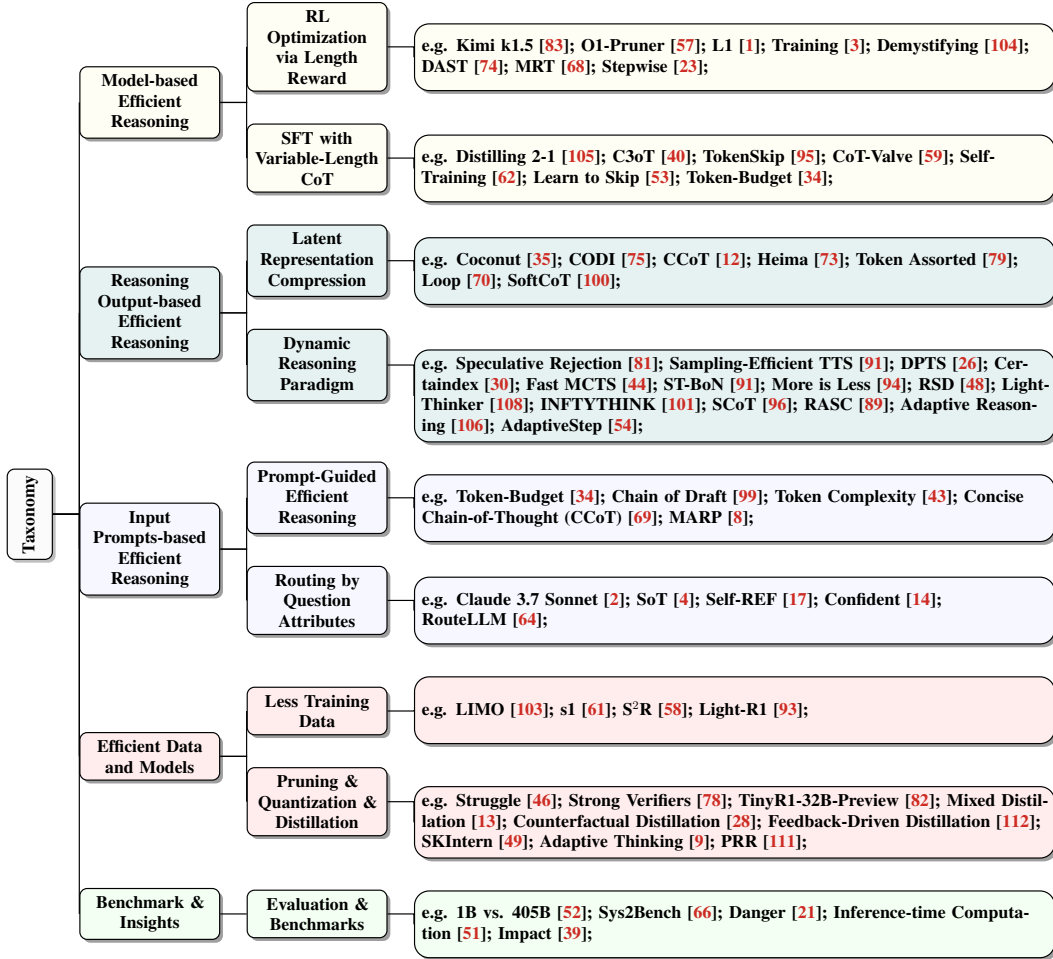 Taxonomy
Model-based
Efficient
Reasoning
RL
Optimization
via Length
Reward
e.g. Kimi k1.5 [83]; O1-Pruner [57]; L1 [1]; Training [3]; Demystifying [104];
DAST [74]; MRT [68]; Stepwise [23];
SFT with
Variable-Length
CoT
e.g. Distilling 2-1 [105]; C3oT [40]; TokenSkip [95]; CoT-Valve [59]; Self-
Training [62]; Learn to Skip [53]; Token-Budget [34];
Reasoning
Output-based
Efficient
Reasoning
Latent
Representation
Compression
e.g. Coconut [35]; CODI [75]; CCoT [12]; Heima [73]; Token Assorted [79];
Loop [70]; SoftCoT [100];
Dynamic
Reasoning
Paradigm
e.g. Speculative Rejection [81]; Sampling-Efficient TTS [91]; DPTS [26]; Cer-
taindex [30]; Fast MCTS [44]; ST-BoN [91]; More is Less [94]; RSD [48]; Light-
Thinker [108]; INFTYTHINK [101]; SCoT [96]; RASC [89]; Adaptive Reason-
ing [106]; AdaptiveStep [54];
Input
Prompts-based
Efficient
Reasoning
Prompt-Guided
Efficient
Reasoning
e.g. Token-Budget [34]; Chain of Draft [99]; Token Complexity [43]; Concise
Chain-of-Thought (CCoT) [69]; MARP [8];
Routing by
Question
Attributes
e.g. Claude 3.7 Sonnet [2]; SoT [4]; Self-REF [17]; Confident [14];
RouteLLM [64];
Efficient Data
and Models
Less Training
Data
e.g. LIMO [103]; s1 [61]; S²R [58]; Light-R1 [93];
Pruning &
Quantization &
Distillation
e.g. Struggle [46]; Strong Verifiers [78]; TinyR1-32B-Preview [82]; Mixed Distil-
lation [13]; Counterfactual Distillation [28]; Feedback-Driven Distillation [112];
SKIntern [49]; Adaptive Thinking [9]; PRR [111];
Benchmark &
Insights
Evaluation &
Benchmarks
e.g. 1B vs. 405B [52]; Sys2Bench [66]; Danger [21]; Inference-time Computa-
tion [51]; Impact [39];